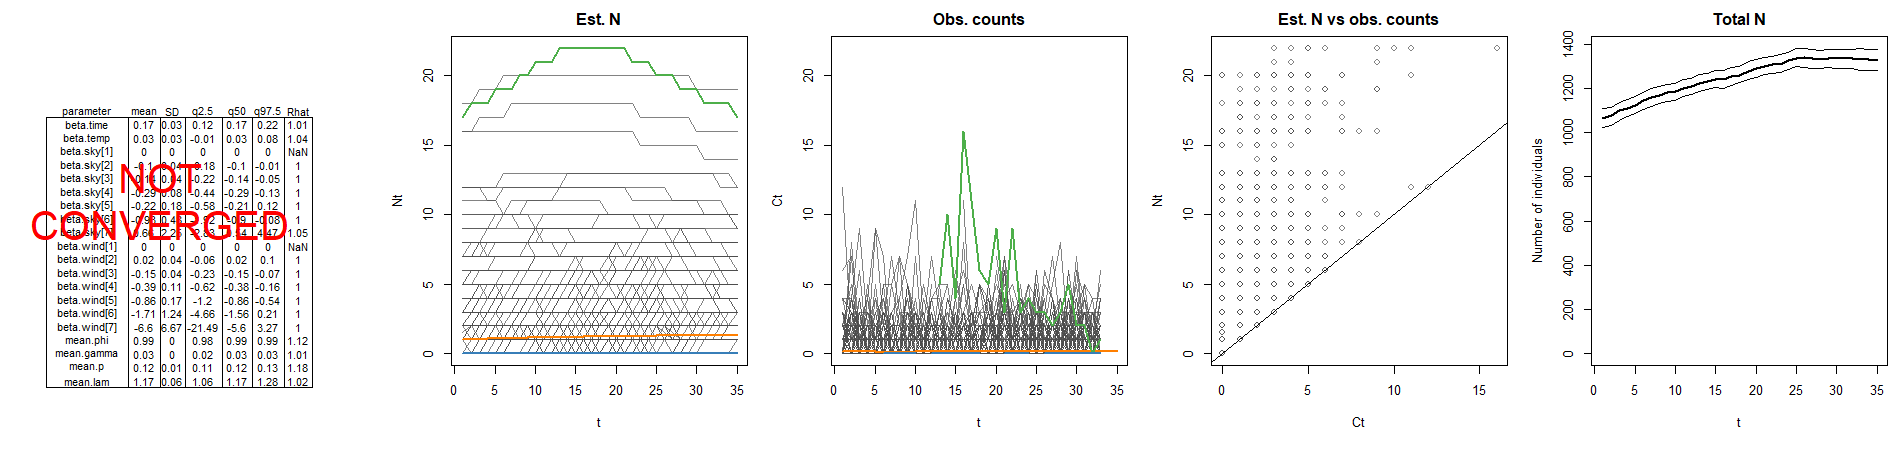 parameter mean SD q2.5 q50 q97.5 Rhat
beta.time 0.17 0.03 0.12 0.17 0.22 1.01
beta.temp 0.03 0.03 -0.01 0.03 0.08 1.04
beta.sky[1] 0 0 0 0 0 NaN
beta.sky[2] -0.1 0.04 -0.18 -0.1 -0.01 1
beta.sky[3] -0.14 0.04 -0.22 -0.14 -0.05 1
beta.sky[4] -0.29 0.08 -0.44 -0.29 -0.13 1
beta.sky[5] -0.22 0.18 -0.58 -0.21 0.12 1
beta.sky[6] -0.9 -0.08 1
beta.sky[7] 1.05
beta.wind[1] 0 0 0 0 0 NaN
beta.wind[2] 0.02 0.04 -0.06 0.02 0.1 1
beta.wind[3] -0.15 0.04 -0.23 -0.15 -0.07 1
beta.wind[4] -0.39 0.11 -0.62 -0.38 -0.16 1
beta.wind[5] -0.86 0.17 -1.2 -0.86 -0.54 1
beta.wind[6] -1.71 1.24 -4.66 -1.56 0.21 1
beta.wind[7] -6.6 6.67 -21.49 -5.6 3.27 1
mean.phi 0.99 0 0.98 0.99 0.99 1.12
mean.gamma 0.03 0 0.02 0.03 0.03 1.01
mean.p 0.12 0.01 0.11 0.12 0.13 1.18
mean.lam 1.17 0.06 1.06 1.17 1.28 1.02
NOT
CONVERGED
Est. N
Nt
0 5 10 15 20
0 5 10 15 20 25 30 35
t
Obs. counts
Ct
0 5 10 15 20
0 5 10 15 20 25 30 35
t
Est. N vs obs. counts
Nt
0 5 10 15 20
0 5 10 15
Ct
Total N
Number of individuals
0 200 400 600 800 1000 1200 1400
0 5 10 15 20 25 30 35
t